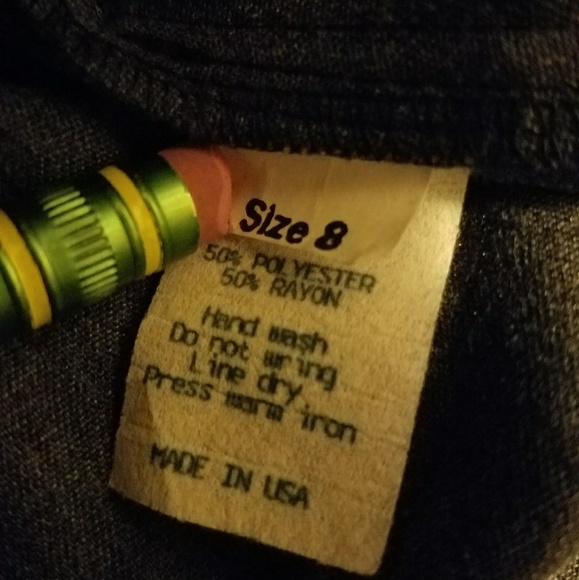 Size 8
50% POLYESTER
50% RAYON
Hand wash
Do not wring
Line dry
Press warm iron
MADE IN USA